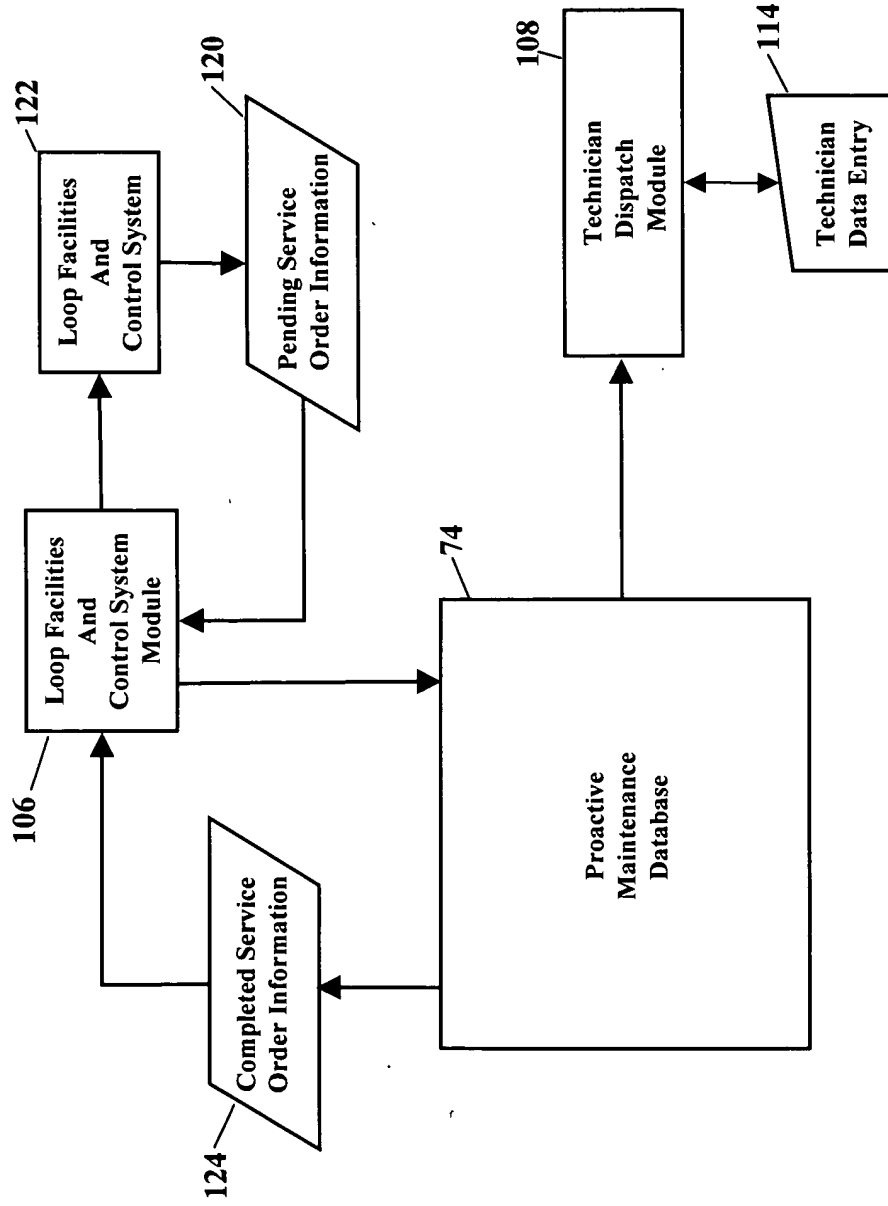 122
Loop Facilities
And
Control System
120
Pending Service
Order Information
106
Loop Facilities
And
Control System
Module
124
Completed Service
Order Information
74
Proactive
Maintenance
Database
108
Technician
Dispatch
Module
114
Technician
Data Entry